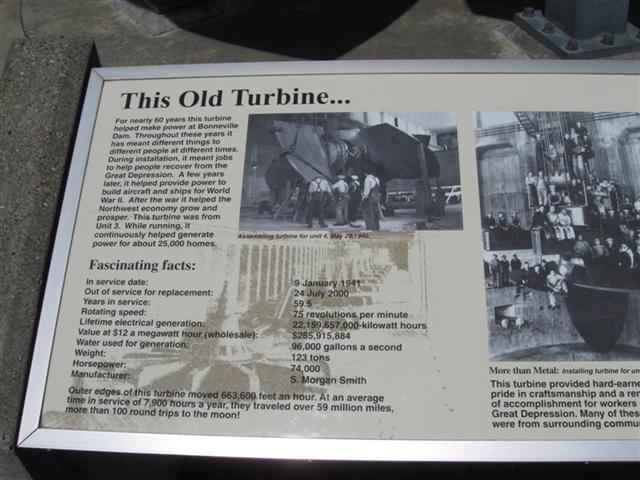 This Old Turbine...
For nearly 60 years this turbine
helped make power at Bonneville
Dam. Throughout these years it
has meant different things to
different people at different times.
During installation, it meant jobs
to help people recover from the
Great Depression. A few years
later, it helped provide power to
build aircraft and ships for World
War II. After the war it helped the
Northwest economy grow and
prosper. This turbine was from
Unit 3. While running, it
continuously helped generate
power for about 25,000 homes.
Assembling turbine for unit 4, May 29, 1940.
Fascinating facts:
In service date: 9 January 1941
Out of service for replacement: 24 July 2000
Years in service: 59.5
Rotating speed: 75 revolutions per minute
Lifetime electrical generation: 22,159,657,000-kilowatt hours
Value at $12 a megawatt hour (wholesale): $265,915,884
Water used for generation: 96,000 gallons a second
Weight: 123 tons
Horsepower: 74,000
Manufacturer: S. Morgan Smith
Outer edges of this turbine moved 663,600 feet an hour. At an average
time in service of 7,900 hours a year, they traveled over 59 million miles,
more than 100 round trips to the moon!
More than Metal: Installing turbine for un
This turbine provided hard-earn
pride in craftsmanship and a ren
of accomplishment for workers
Great Depression. Many of thes
were from surrounding commu